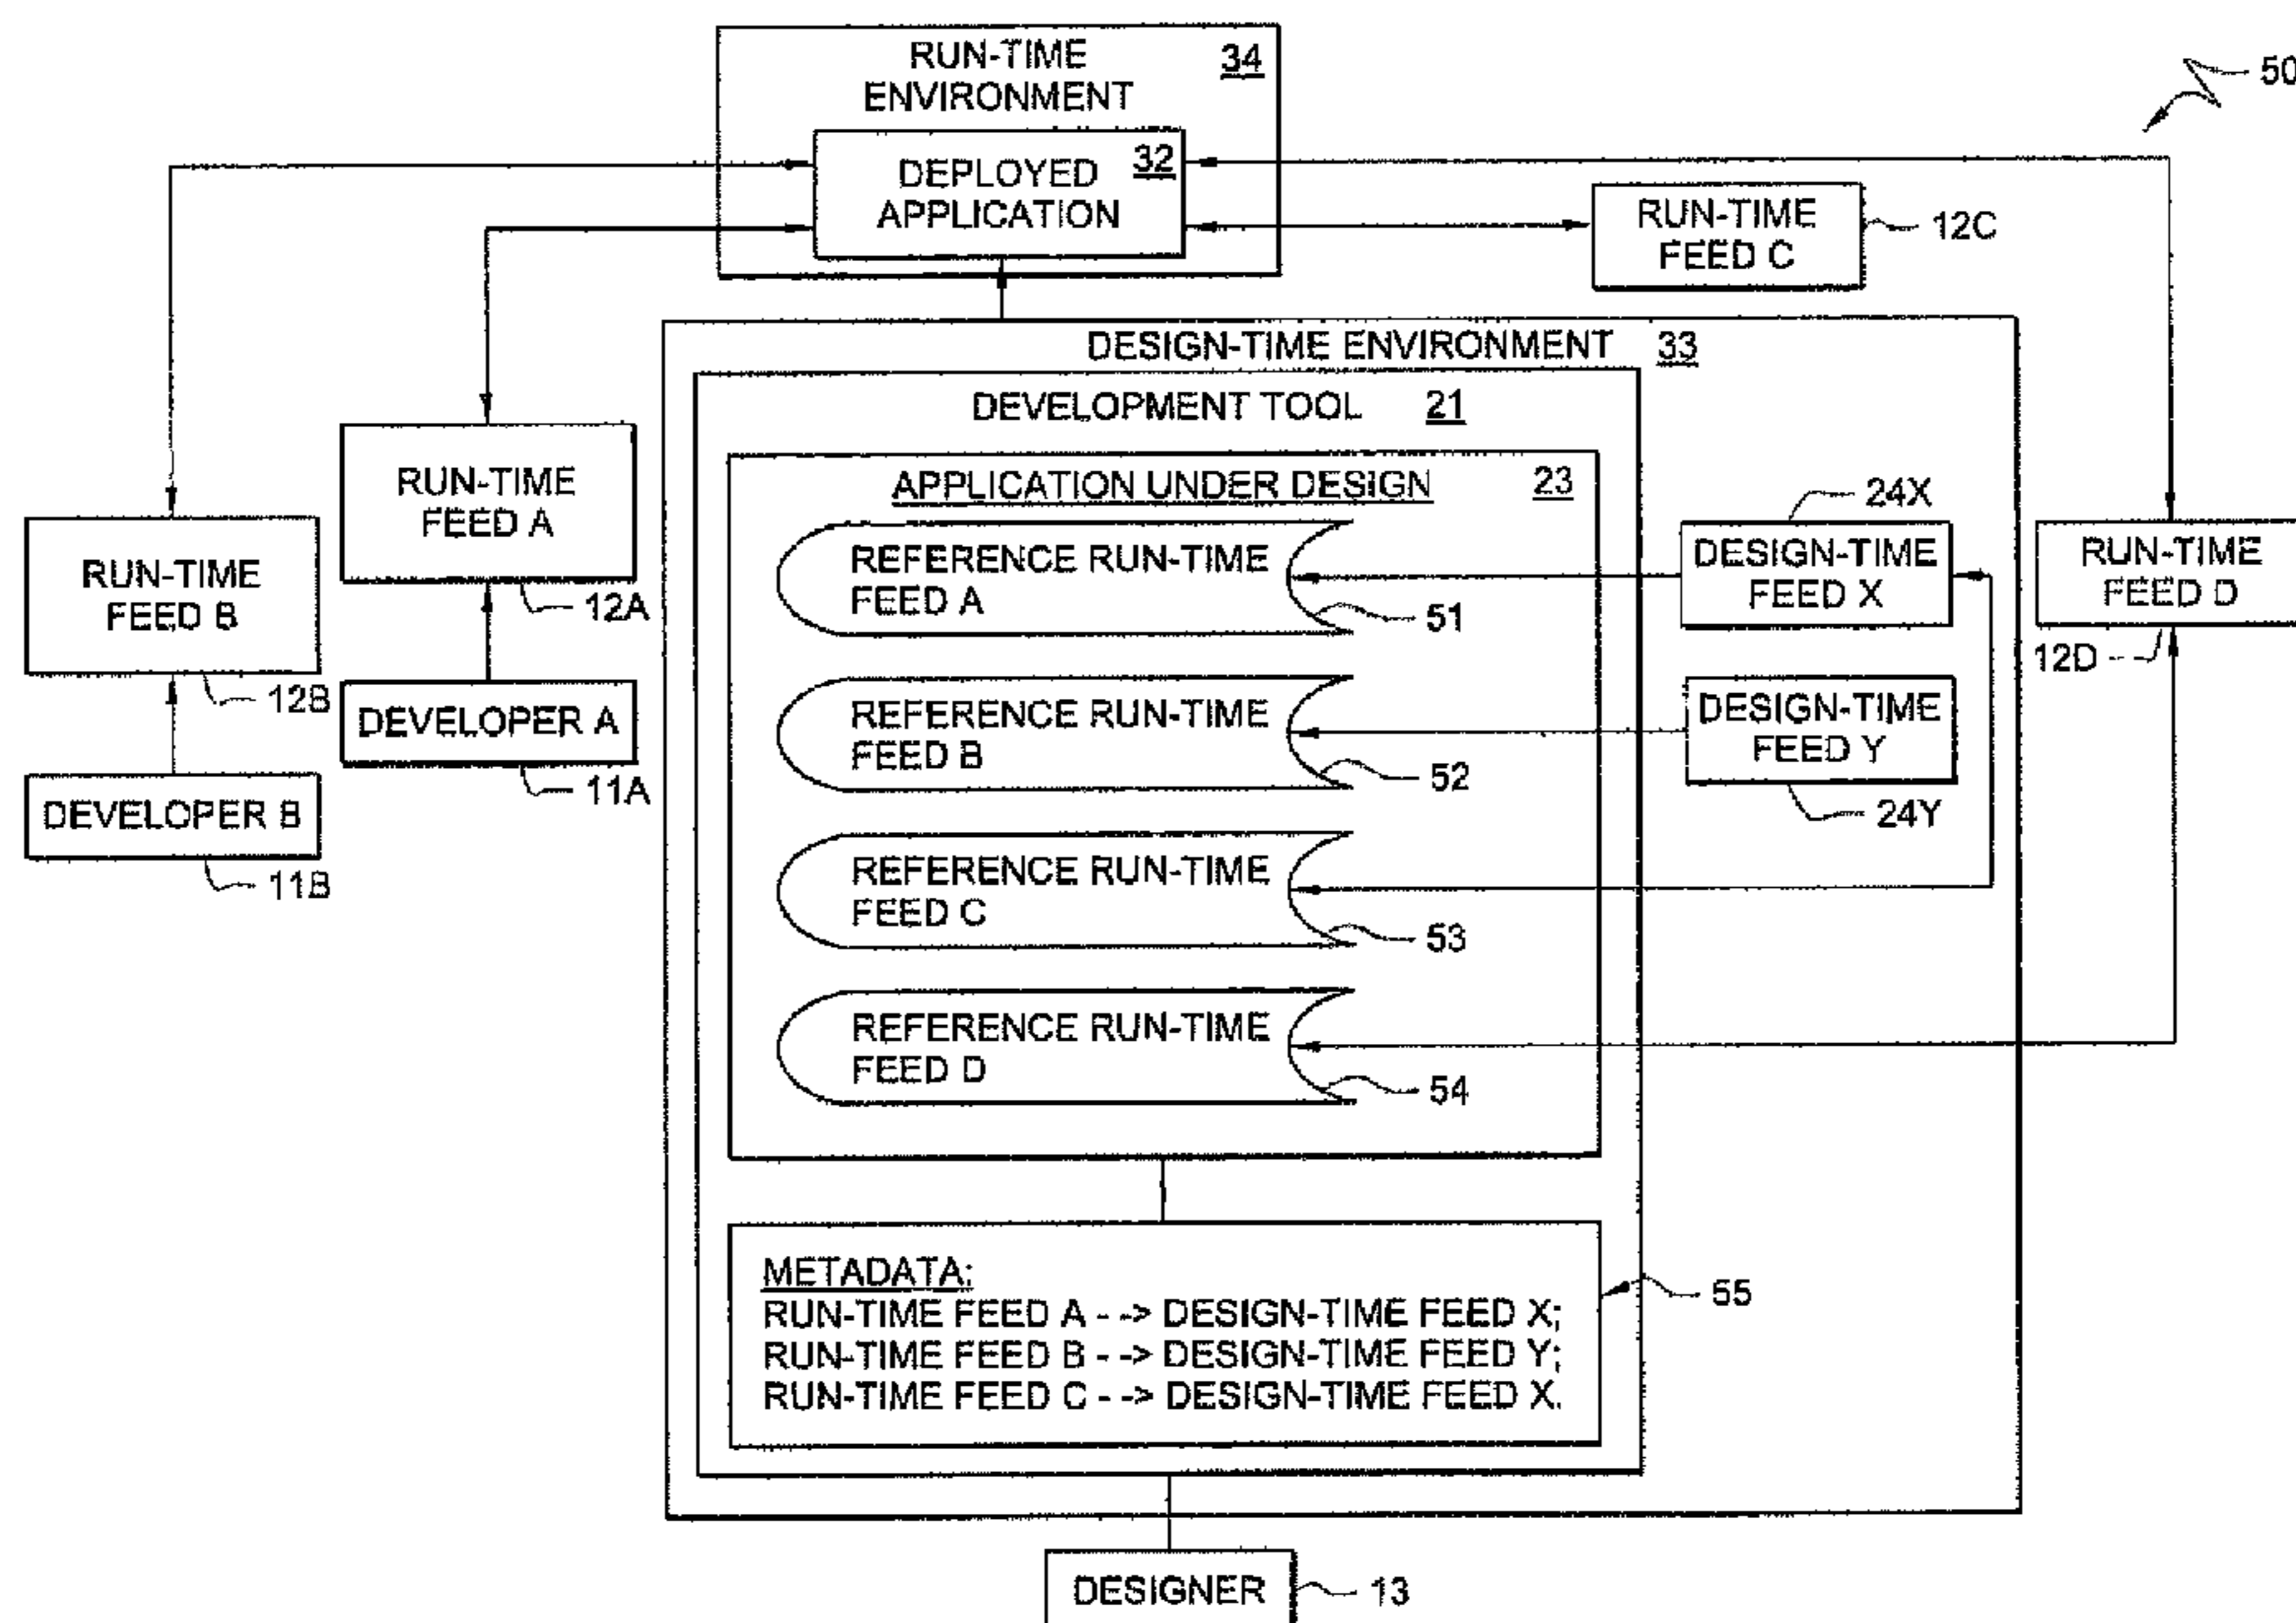 RUN-TIME
ENVIRONMENT
34
50
DEPLOYED
APPLICATION
32
RUN-TIME
FEED C
12C
DESIGN-TIME ENVIRONMENT 33
DEVELOPMENT TOOL 21
RUN-TIME
FEED A
12A
RUN-TIME
FEED B
12B
DEVELOPER A
11A
DEVELOPER B
11B
APPLICATION UNDER DESIGN 23
REFERENCE RUN-TIME
FEED A
51
REFERENCE RUN-TIME
FEED B
52
REFERENCE RUN-TIME
FEED C
53
REFERENCE RUN-TIME
FEED D
54
24X
DESIGN-TIME
FEED X
DESIGN-TIME
FEED Y
24Y
RUN-TIME
FEED D
12D
METADATA:
RUN-TIME FEED A - -> DESIGN-TIME FEED X;
RUN-TIME FEED B - -> DESIGN-TIME FEED Y;
RUN-TIME FEED C - -> DESIGN-TIME FEED X.
55
DESIGNER
13